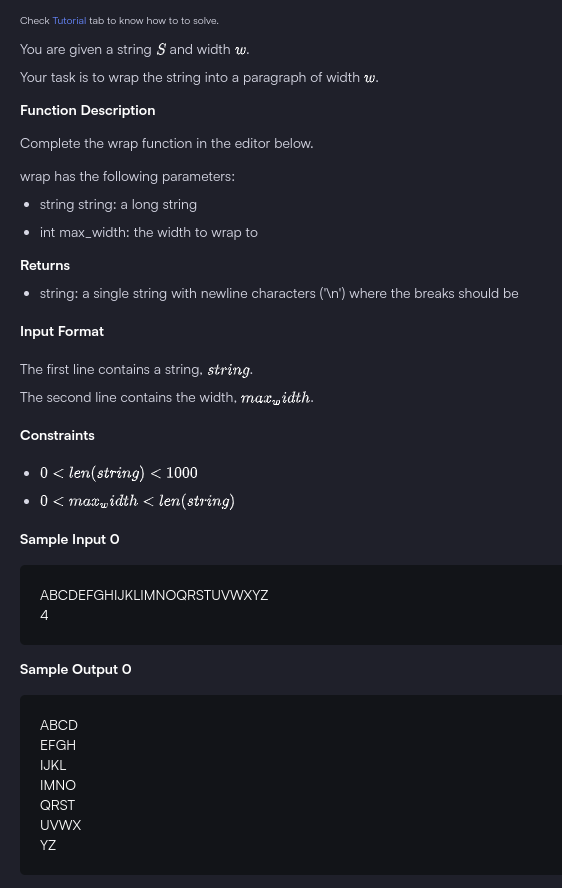 Check Tutorial tab to know how to to solve.
You are given a string S and width w.
Your task is to wrap the string into a paragraph of width w.
Function Description
Complete the wrap function in the editor below.
wrap has the following parameters:
• string string: a long string
• int max_width: the width to wrap to
Returns
• string: a single string with newline characters ('\n') where the breaks should be
Input Format
The first line contains a string, string.
The second line contains the width, max_width.
Constraints
• 0 < len(string) < 1000
• 0 < max_width < len(string)
Sample Input 0
ABCDEFGHIJKLIMNOQRSTUVWXYZ
4
Sample Output 0
ABCD
EFGH
IJKL
IMNO
QRST
UVWX
YZ